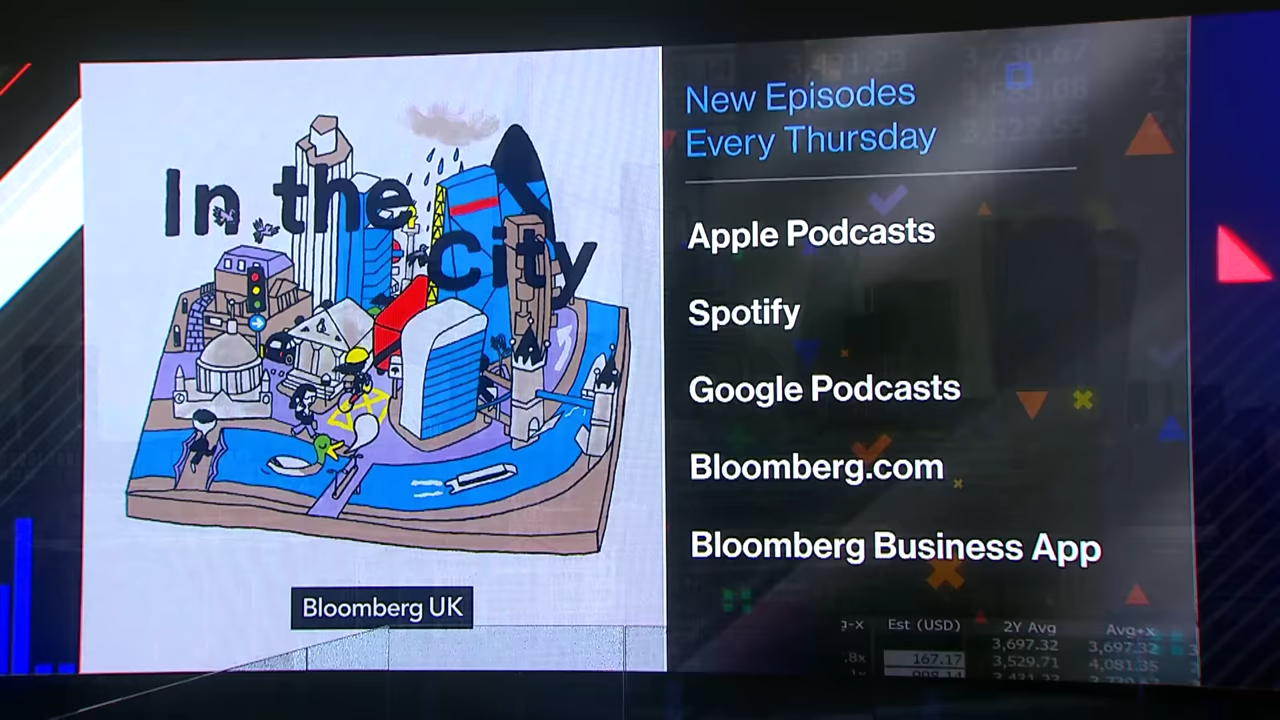 In the
City
Bloomberg UK
New Episodes
Every Thursday
Apple Podcasts
Spotify
Google Podcasts
Bloomberg.com
Bloomberg Business App
Est (USD) 2Y Avg Avg+x
3,697.32 3,697.32
.8x 167.17 3,529.71 4,081.35